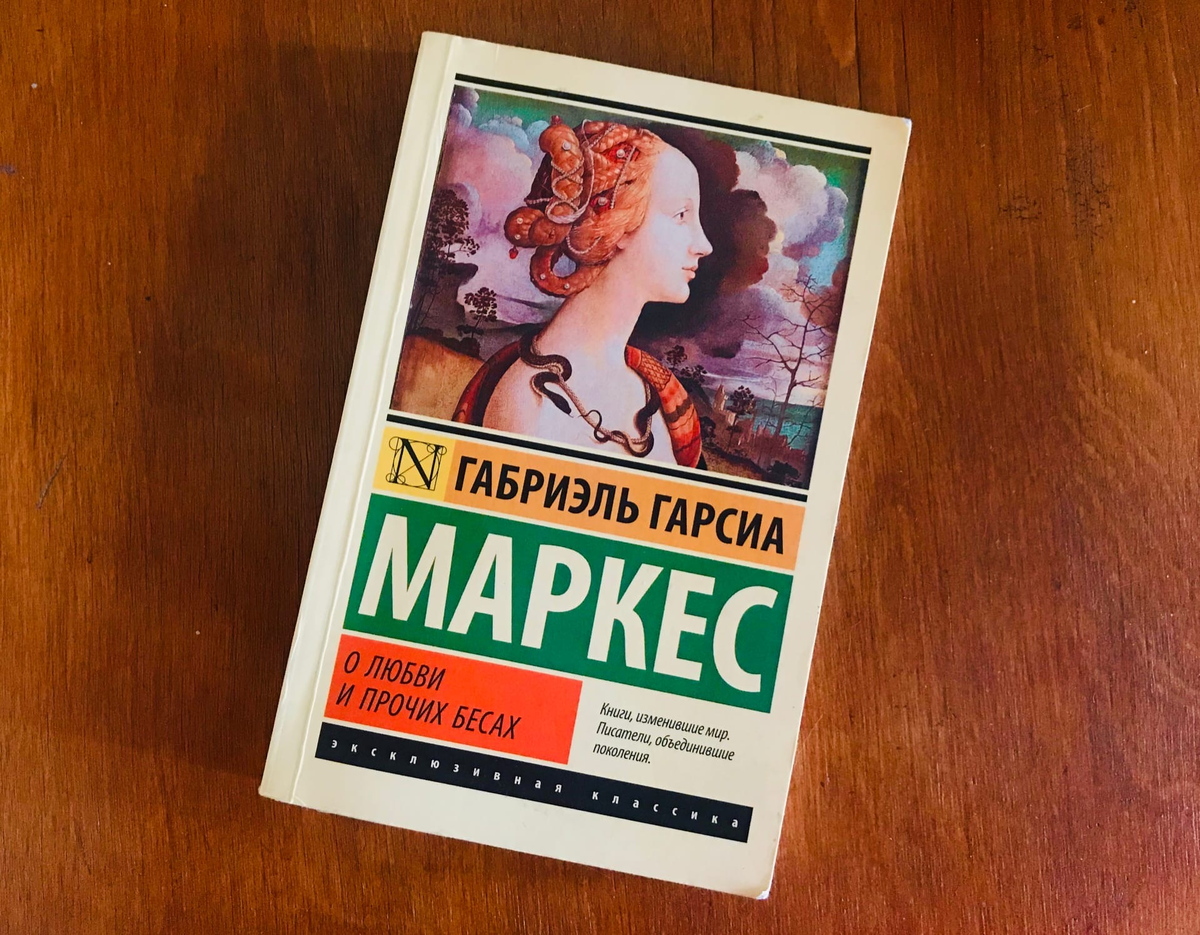 N
ГАБРИЭЛЬ ГАРСИА
МАРКЕС
О ЛЮБВИ
И ПРОЧИХ БЕСАХ
Книги, изменившие мир.
Писатели, объединившие
поколения.
эксклюзивная классика